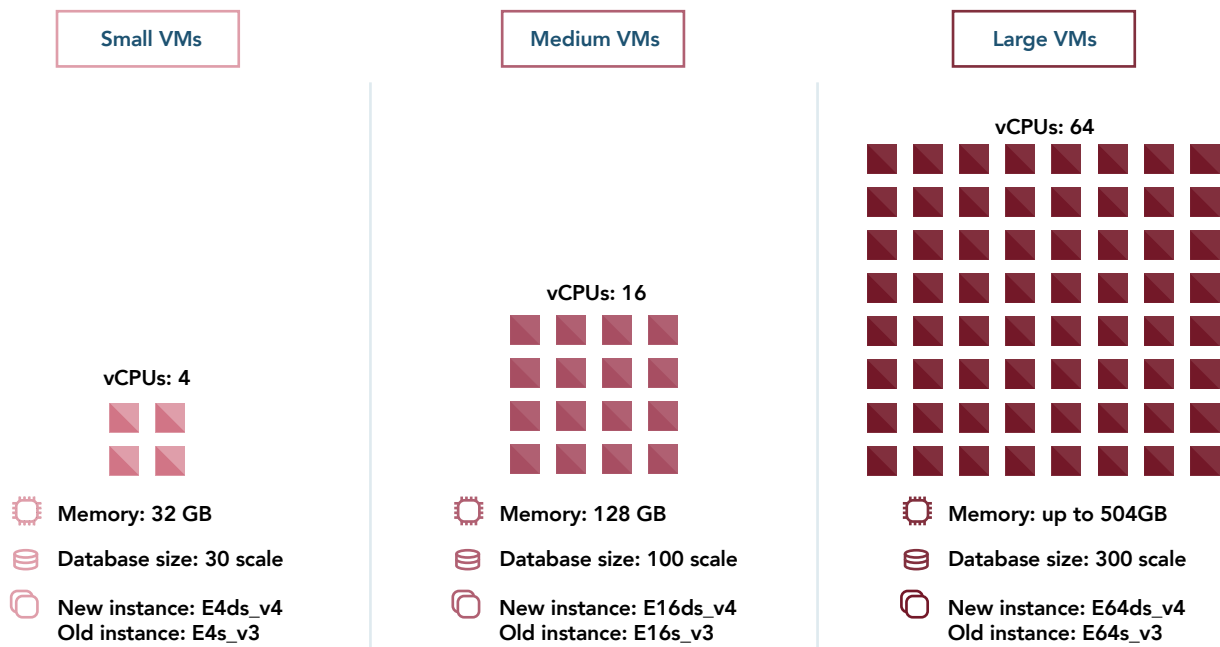 Small VMs
vCPUs: 4
Memory: 32 GB
Database size: 30 scale
New instance: E4ds_v4
Old instance: E4s_v3
Medium VMs
vCPUs: 16
Memory: 128 GB
Database size: 100 scale
New instance: E16ds_v4
Old instance: E16s_v3
Large VMs
vCPUs: 64
Memory: up to 504GB
Database size: 300 scale
New instance: E64ds_v4
Old instance: E64s_v3